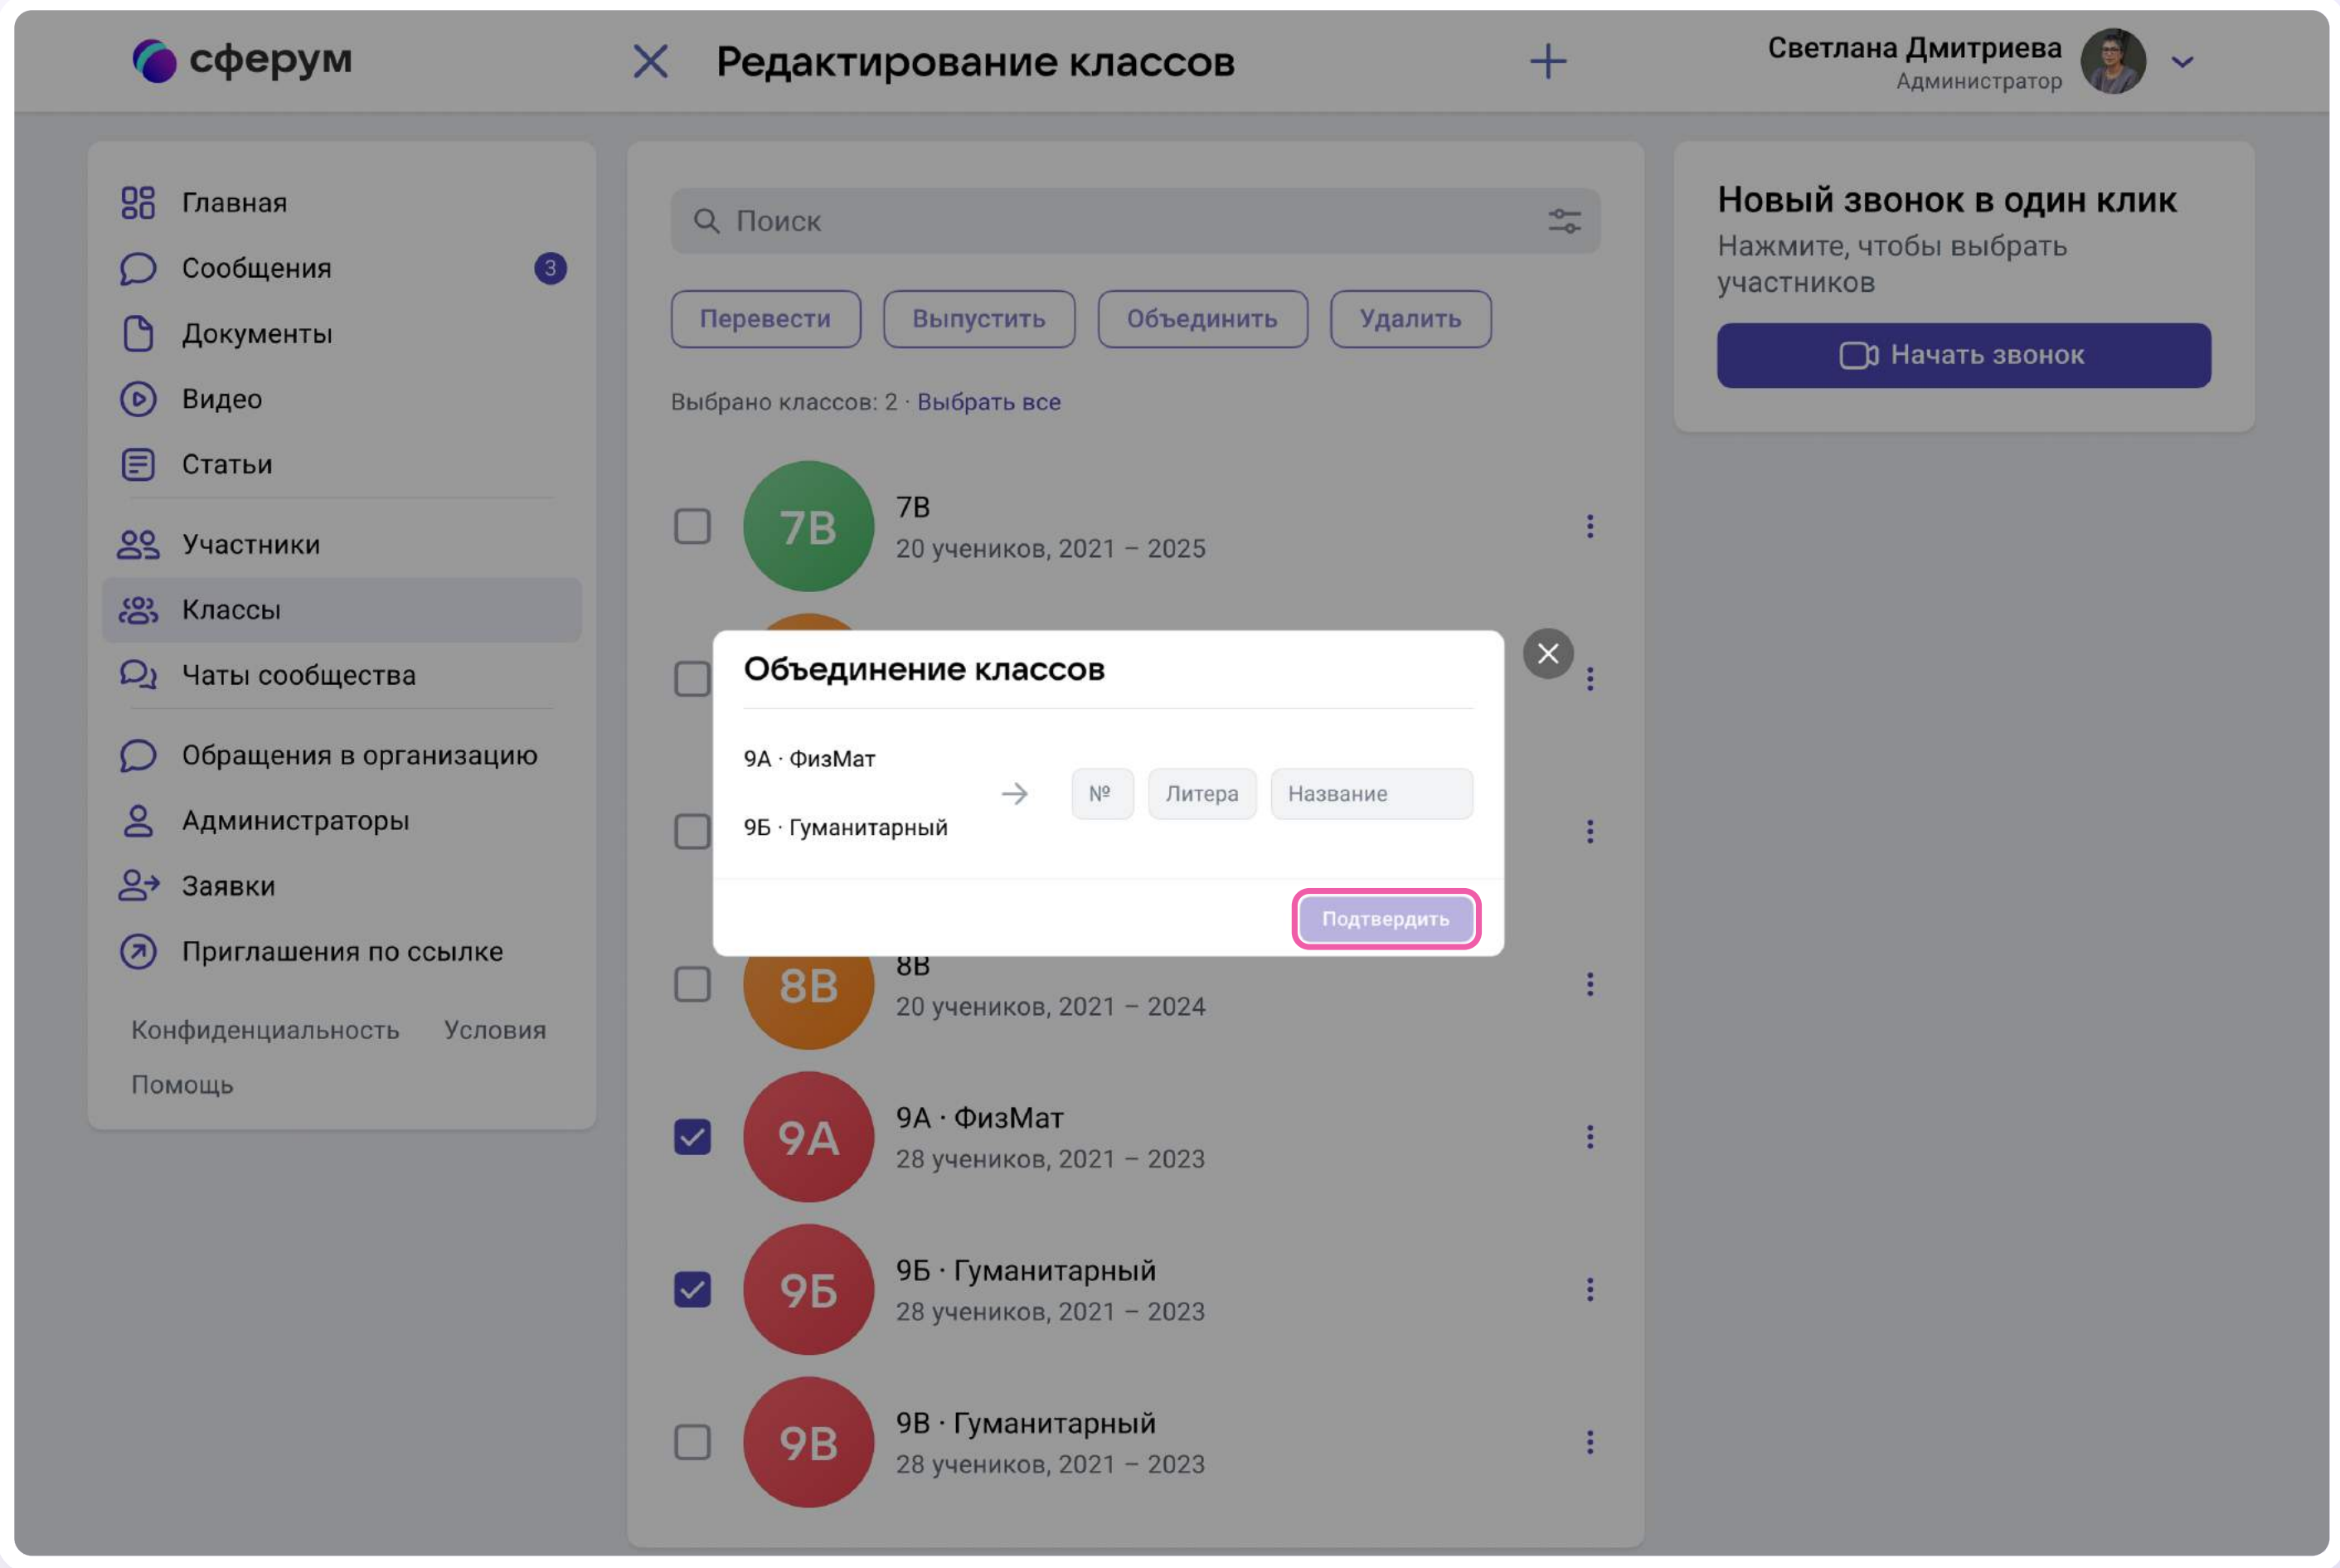 сферум
Редактирование классов
Светлана Дмитриева
Администратор
Главная
Сообщения
3
Документы
Видео
Статьи
Участники
Классы
Чаты сообщества
Обращения в организацию
Администраторы
Заявки
Приглашения по ссылке
Конфиденциальность Условия
Помощь
Поиск
Перевести Выпустить Объединить Удалить
Выбрано классов: 2 · Выбрать все
7В
7В
20 учеников, 2021 – 2025
Объединение классов
9А · ФизМат
9Б · Гуманитарный
№ Литера Название
Подтвердить
8В
8В
20 учеников, 2021 – 2024
9А
9А · ФизМат
28 учеников, 2021 – 2023
9Б
9Б · Гуманитарный
28 учеников, 2021 – 2023
9В
9В · Гуманитарный
28 учеников, 2021 – 2023
Новый звонок в один клик
Нажмите, чтобы выбрать
участников
Начать звонок